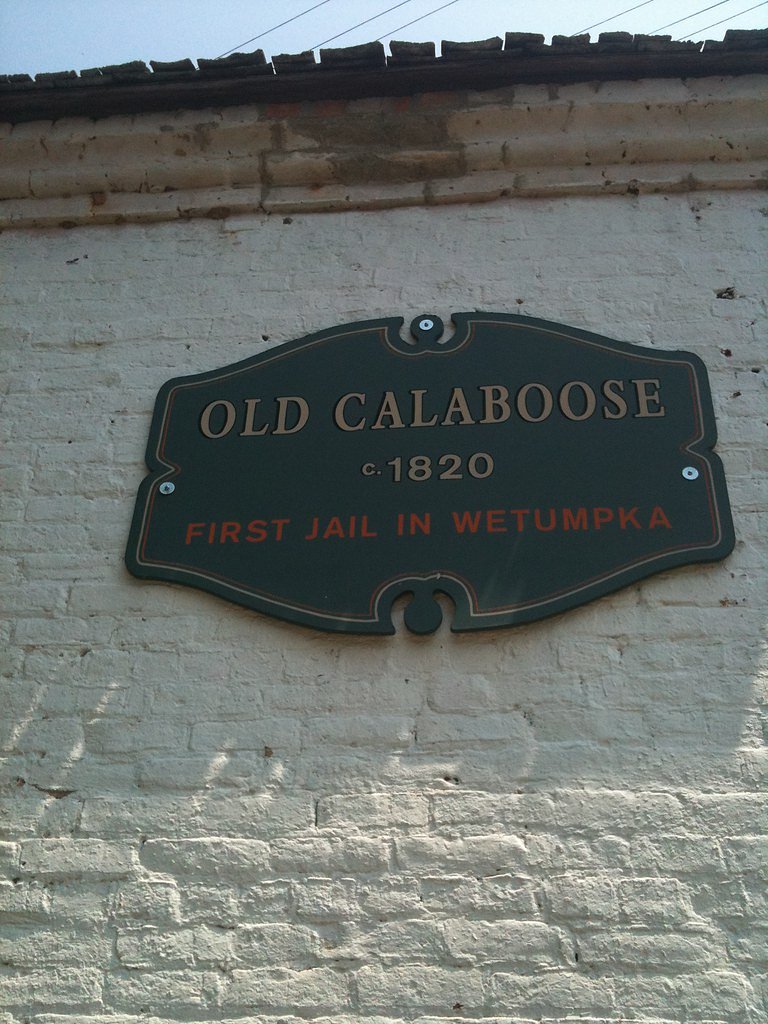 OLD CALABOOSE
c. 1820
FIRST JAIL IN WETUMPKA